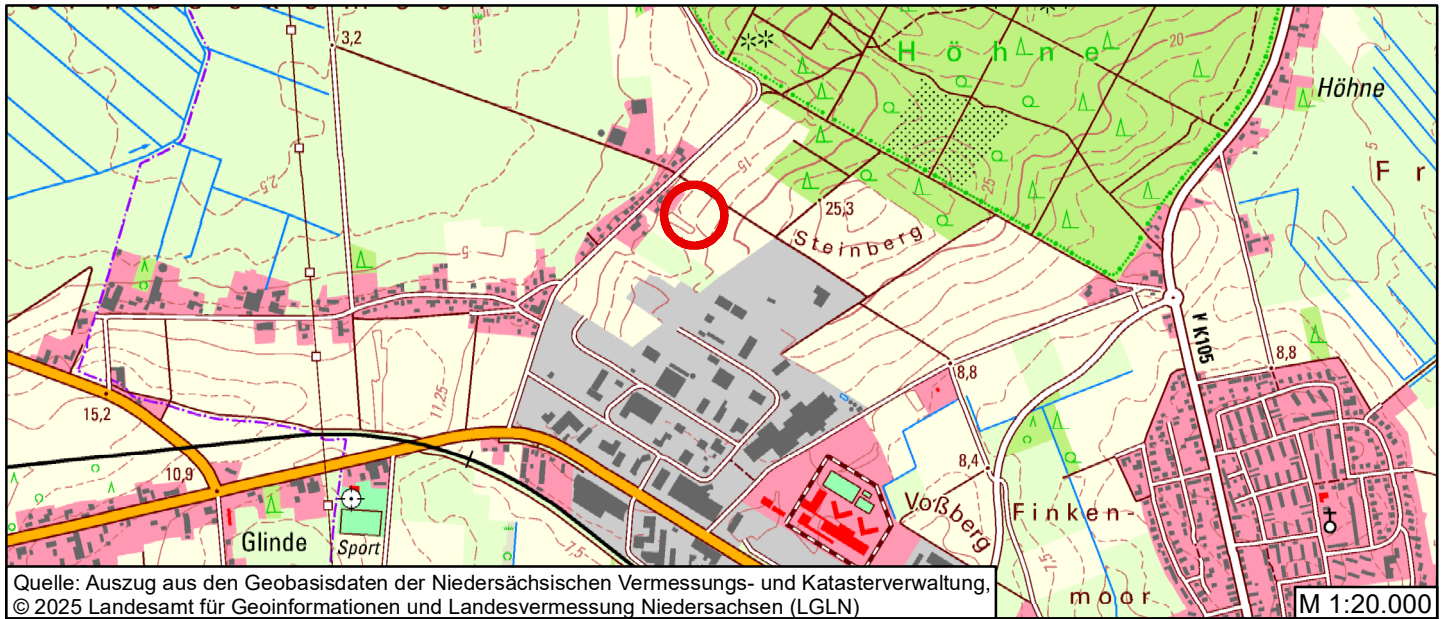 3,2
Höhne
20
Höhne
5
15
Fr
2,5
25
25,3
Steinberg
5
K105
8,8
8,8
15,2
11,25
10,9
8,4
Voßberg
Finken-
Glinde
Sport
7,5
7,5
moor
Quelle: Auszug aus den Geobasisdaten der Niedersächsischen Vermessungs- und Katasterverwaltung,
© 2025 Landesamt für Geoinformationen und Landesvermessung Niedersachsen (LGLN)
M 1:20.000